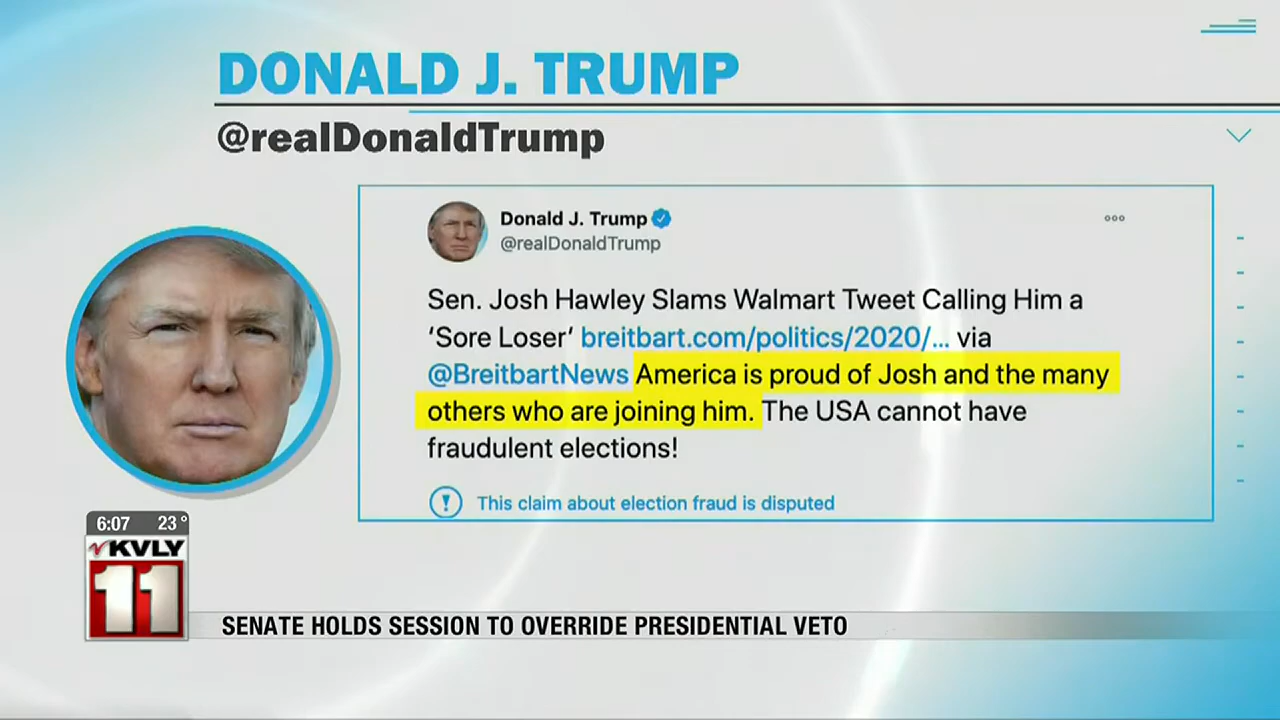 DONALD J. TRUMP
@realDonaldTrump
Donald J. Trump
@realDonaldTrump
Sen. Josh Hawley Slams Walmart Tweet Calling Him a
‘Sore Loser’ breitbart.com/politics/2020/... via
@BreitbartNews America is proud of Josh and the many
others who are joining him. The USA cannot have
fraudulent elections!
This claim about election fraud is disputed
6:07 23°
KVLY
11
SENATE HOLDS SESSION TO OVERRIDE PRESIDENTIAL VETO